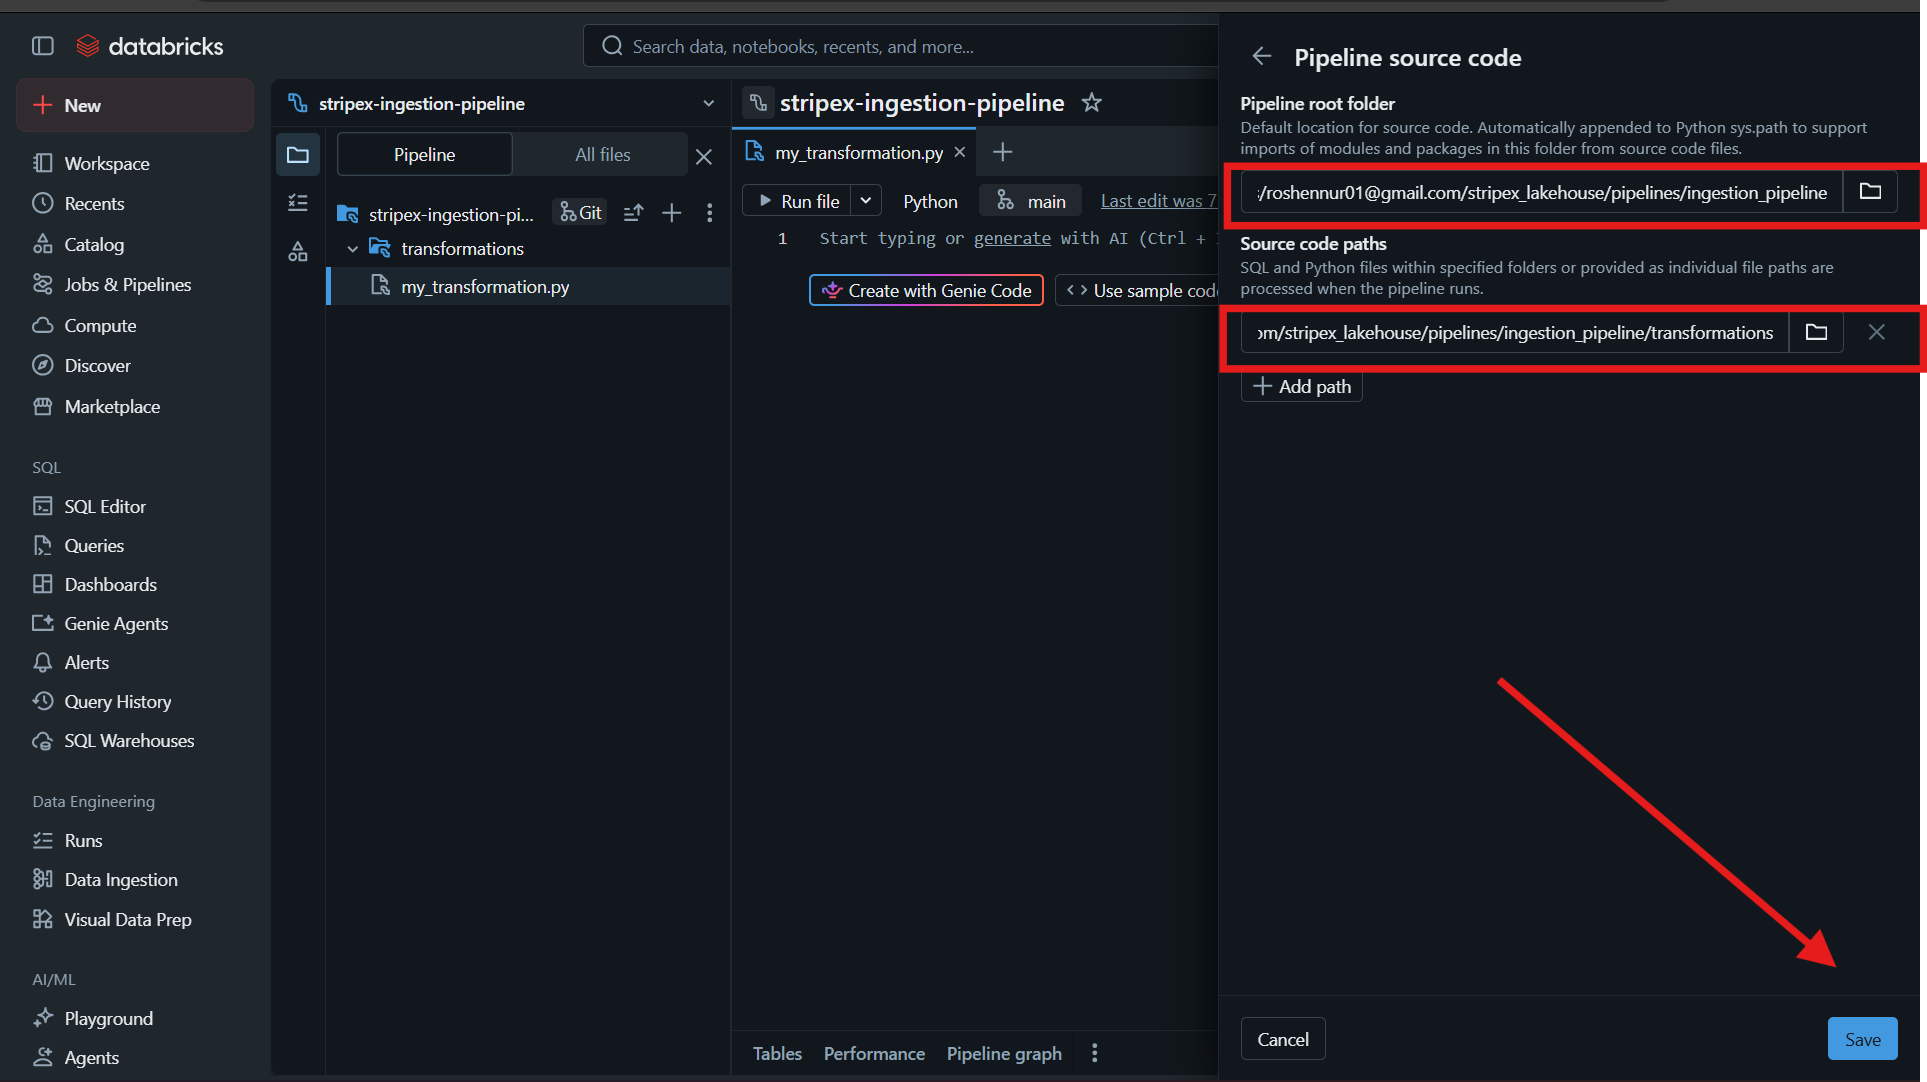 databricks
Search data, notebooks, recents, and more...
New
Workspace
Recents
Catalog
Jobs & Pipelines
Compute
Discover
Marketplace
SQL
SQL Editor
Queries
Dashboards
Genie Agents
Alerts
Query History
SQL Warehouses
Data Engineering
Runs
Data Ingestion
Visual Data Prep
AI/ML
Playground
Agents
stripex-ingestion-pipeline
Pipeline
All files
stripex-ingestion-pi...
Git
transformations
my_transformation.py
stripex-ingestion-pipeline
my_transformation.py
Run file
Python
main
Last edit was 7
1 Start typing or generate with AI (Ctrl +
Create with Genie Code
Use sample code
Tables
Performance
Pipeline graph
Pipeline source code
Pipeline root folder
Default location for source code. Automatically appended to Python sys.path to support
imports of modules and packages in this folder from source code files.
/roshennur01@gmail.com/stripex_lakehouse/pipelines/ingestion_pipeline
Source code paths
SQL and Python files within specified folders or provided as individual file paths are
processed when the pipeline runs.
om/stripex_lakehouse/pipelines/ingestion_pipeline/transformations
Add path
Cancel
Save